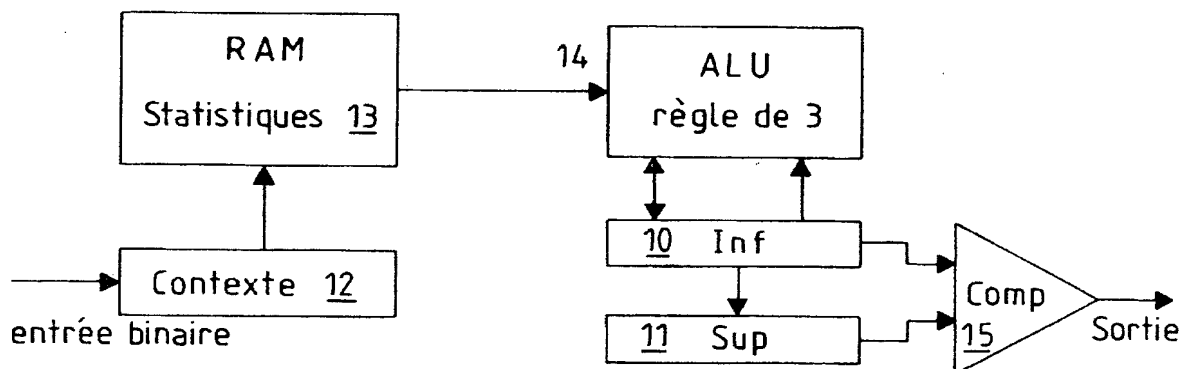 RAM
Statistiques 13
14
ALU
règle de 3
10 Inf
Contexte 12
entrée binaire
11 Sup
Comp
15
Sortie